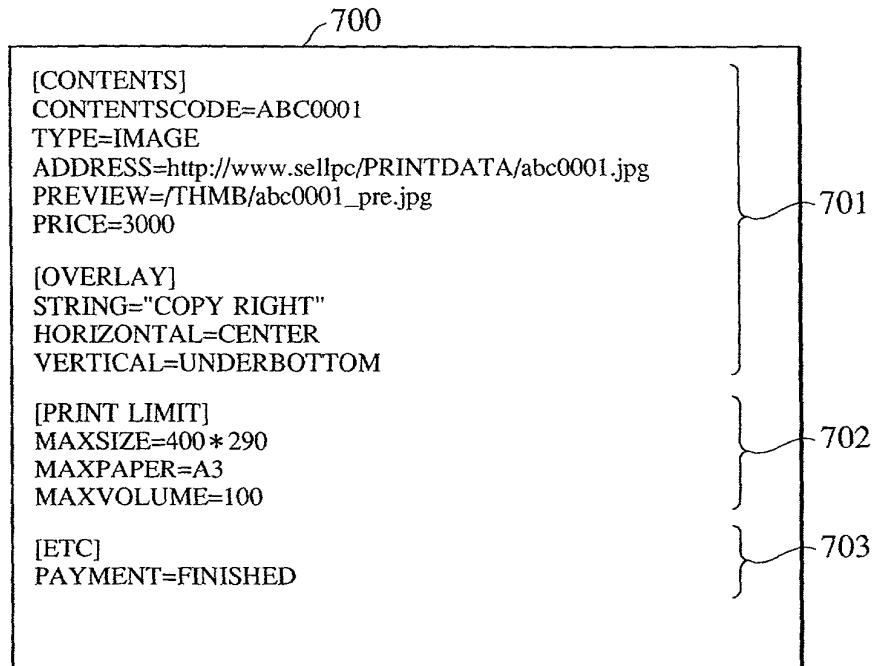 700
[CONTENTS]
CONTENTSCODE=ABC0001
TYPE=IMAGE
ADDRESS=http://www.sellpc/PRINTDATA/abc0001.jpg
PREVIEW=/THMB/abc0001_pre.jpg
PRICE=3000
701
[OVERLAY]
STRING="COPY RIGHT"
HORIZONTAL=CENTER
VERTICAL=UNDERBOTTOM
[PRINT LIMIT]
MAXSIZE=400*290
MAXPAPER=A3
MAXVOLUME=100
702
[ETC]
PAYMENT=FINISHED
703